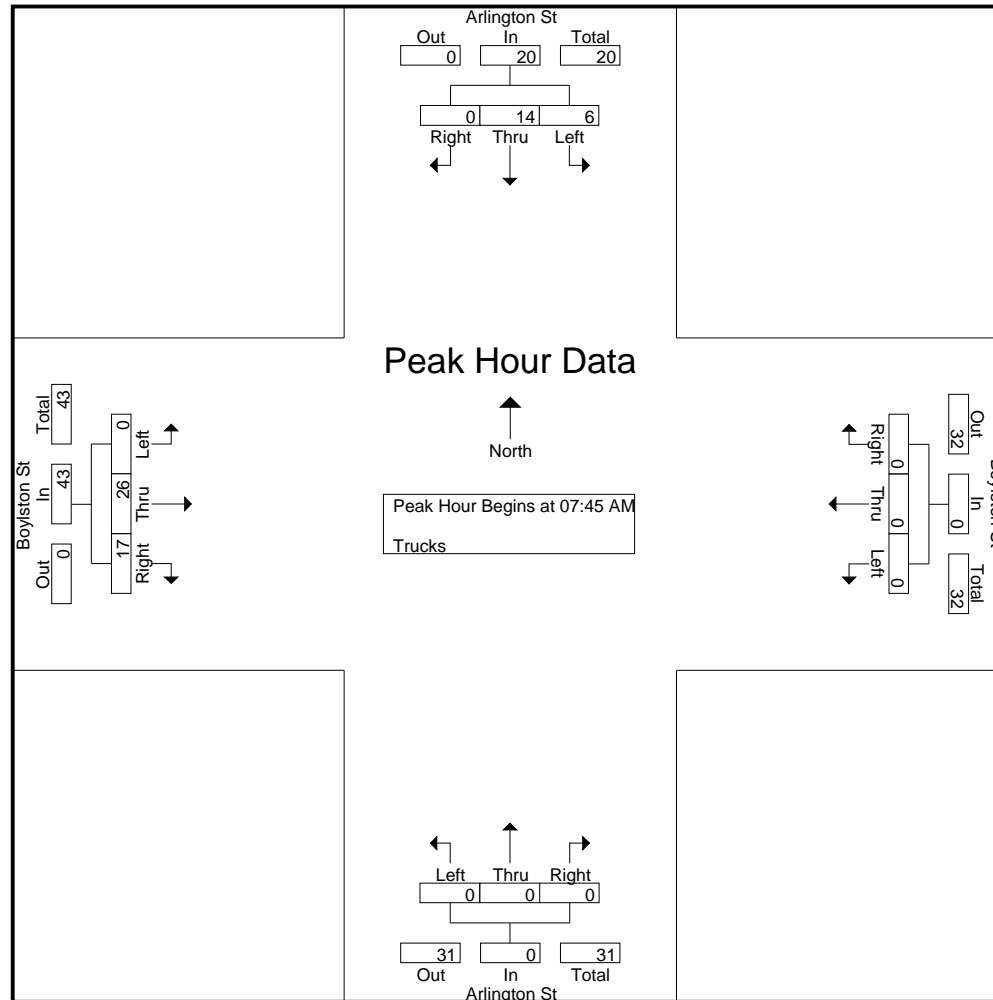 Arlington St
Out In Total
0 20 20
0 14 6
Right Thru Left
Peak Hour Data
North
Peak Hour Begins at 07:45 AM
Trucks
Boylston St
Out In Total
0 43 43
17 26 0
Right Thru Left
Out In Total
32 0 32
Right Thru Left
0 0 0
Left Thru Right
0 0 0
31 0 31
Out In Total
Arlington St